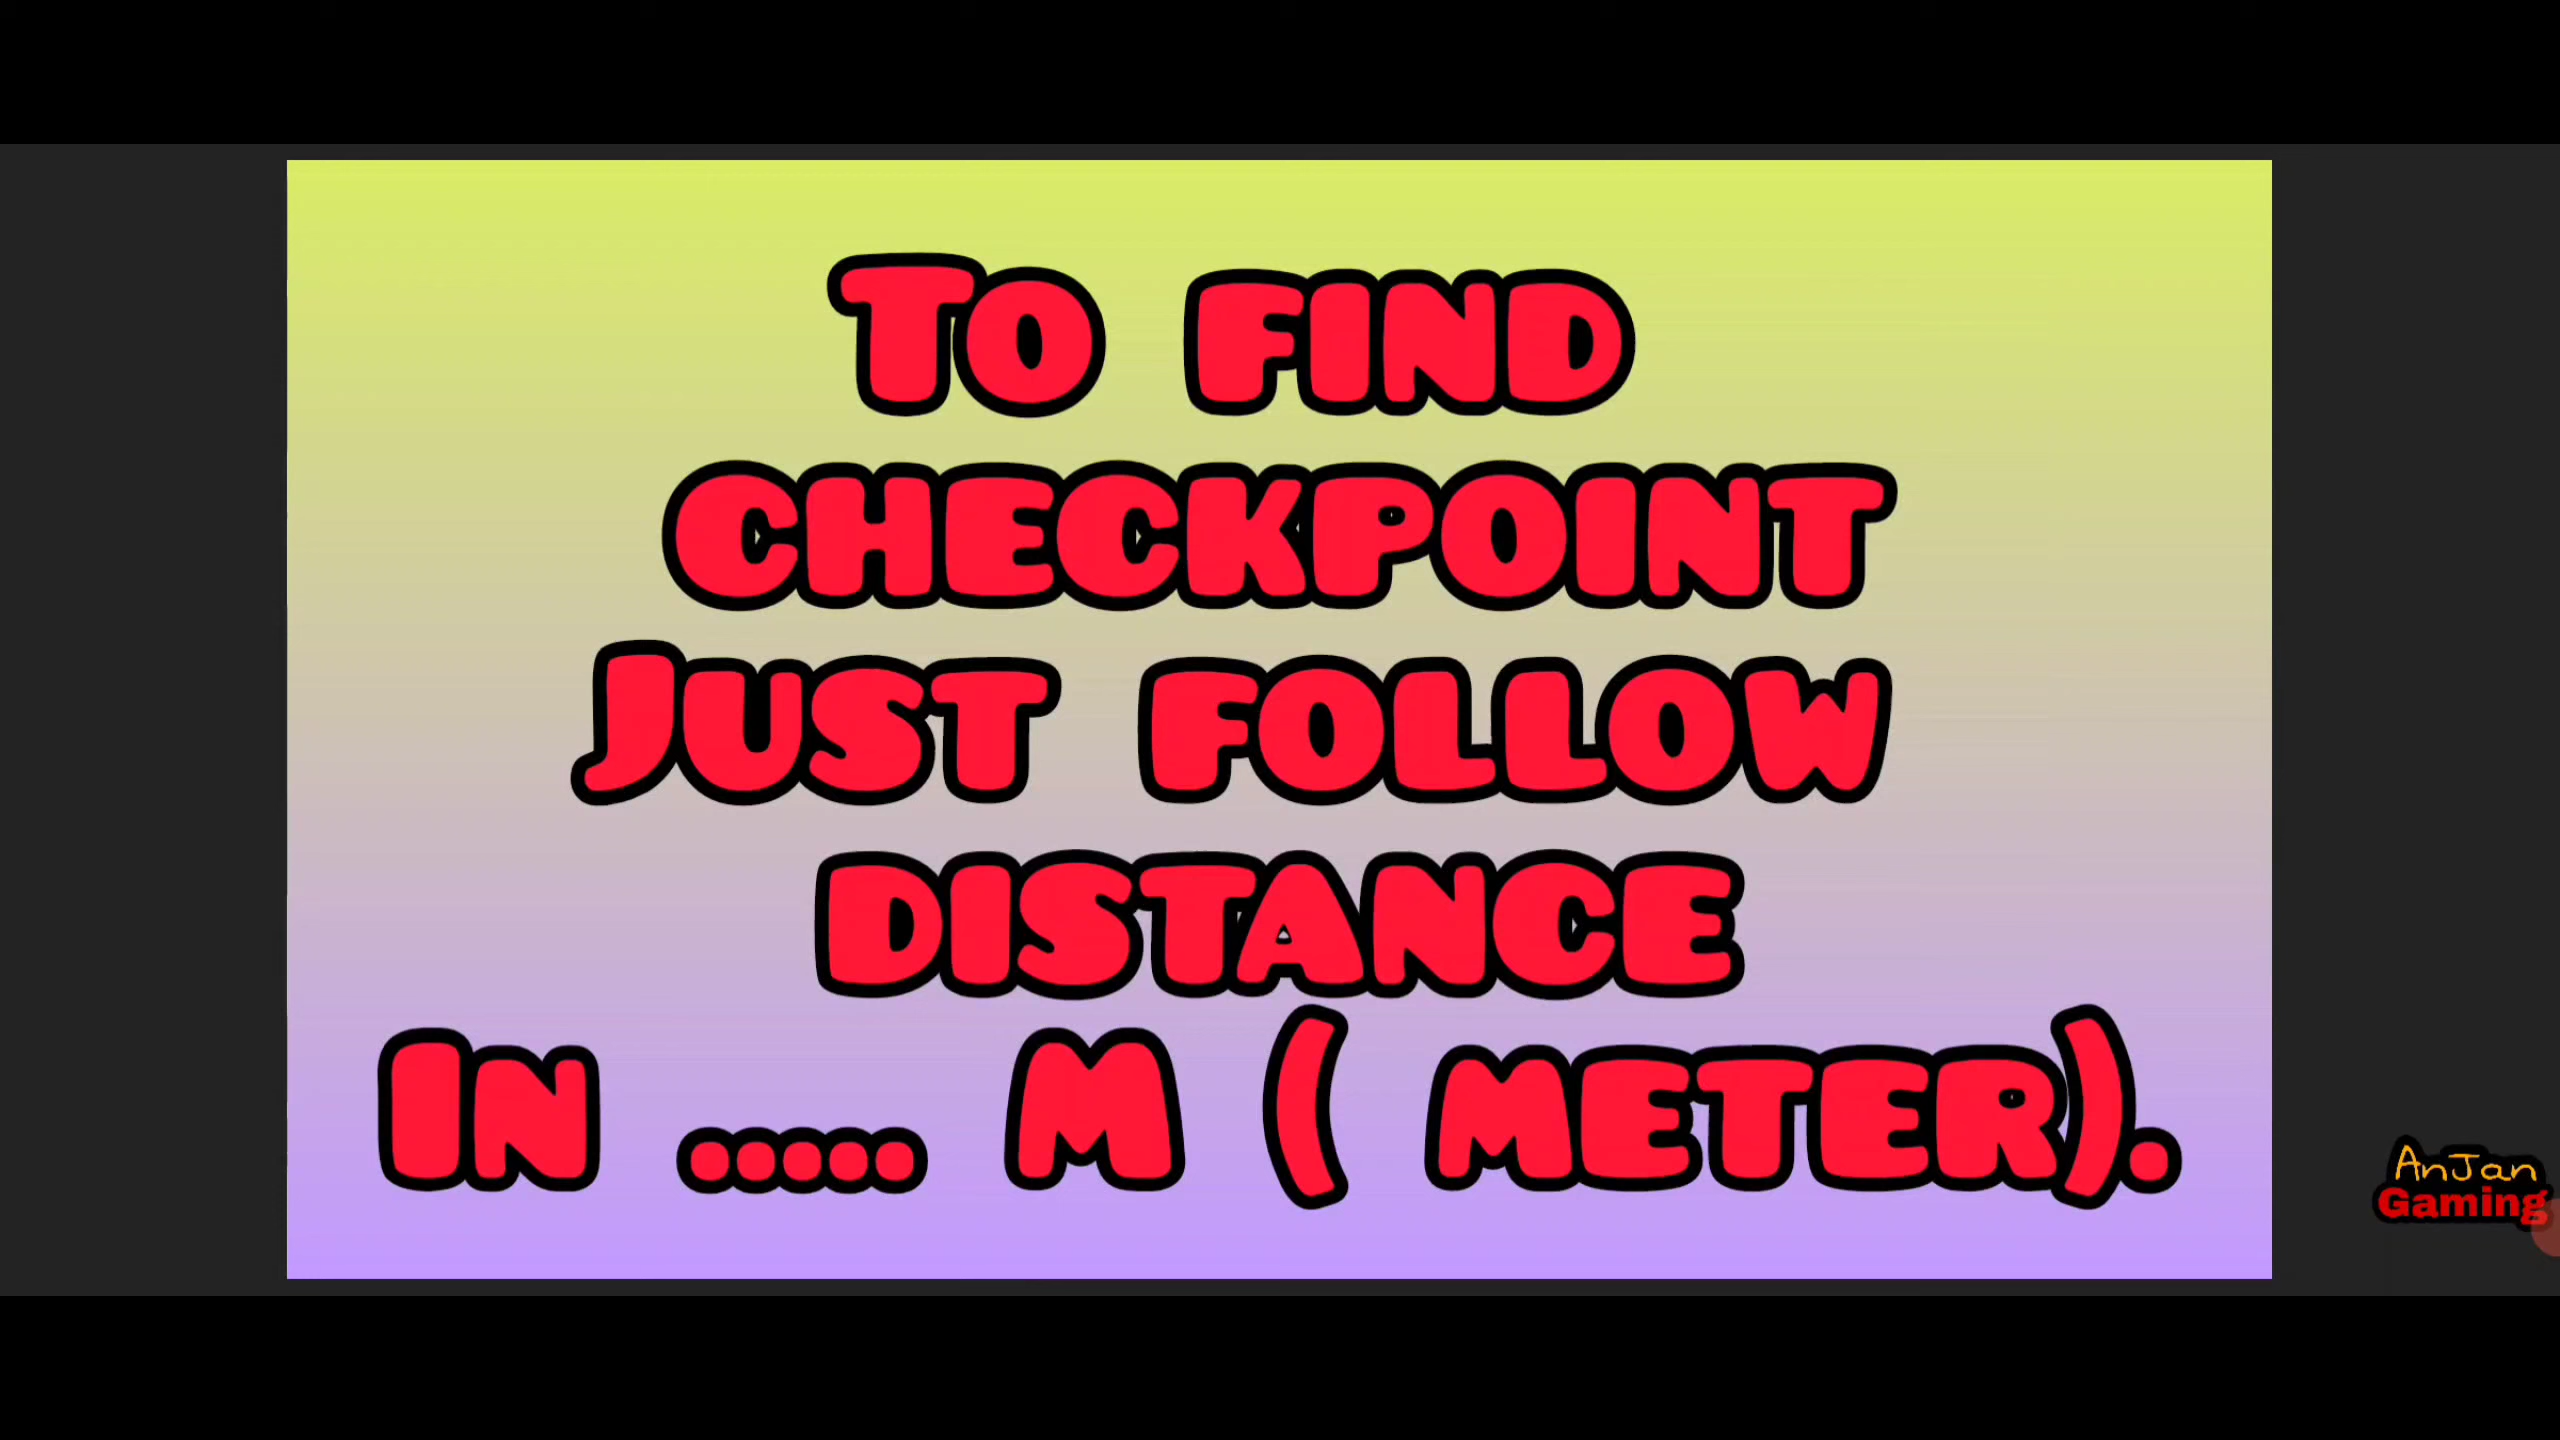 To find
checkpoint
Just follow
distance
In ..... M ( meter).
AnJan
Gaming